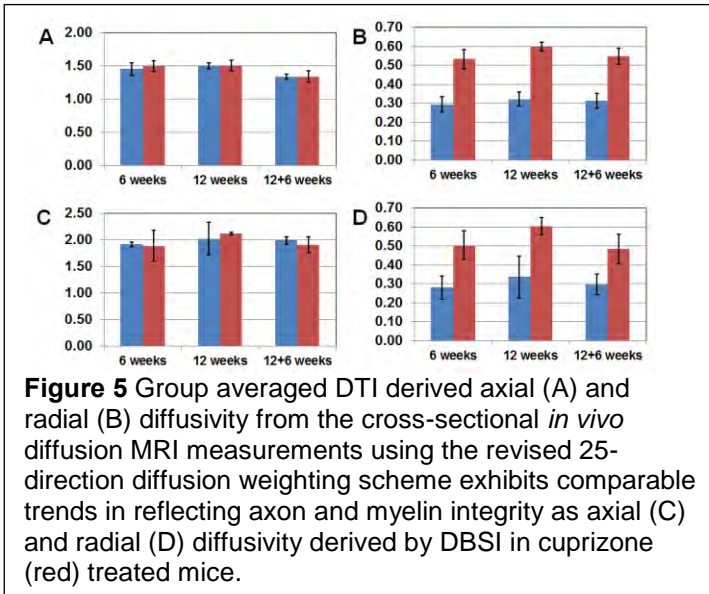 A
2.00
1.50
1.00
0.50
0.00
6 weeks 12 weeks 12+6 weeks
B
0.70
0.60
0.50
0.40
0.30
0.20
0.10
0.00
6 weeks 12 weeks 12+6 weeks
C
2.50
2.00
1.50
1.00
0.50
0.00
6 weeks 12 weeks 12+6 weeks
D
0.70
0.60
0.50
0.40
0.30
0.20
0.10
0.00
6 weeks 12 weeks 12+6 weeks
Figure 5 Group averaged DTI derived axial (A) and
radial (B) diffusivity from the cross-sectional in vivo
diffusion MRI measurements using the revised 25-
direction diffusion weighting scheme exhibits comparable
trends in reflecting axon and myelin integrity as axial (C)
and radial (D) diffusivity derived by DBSI in cuprizone
(red) treated mice.